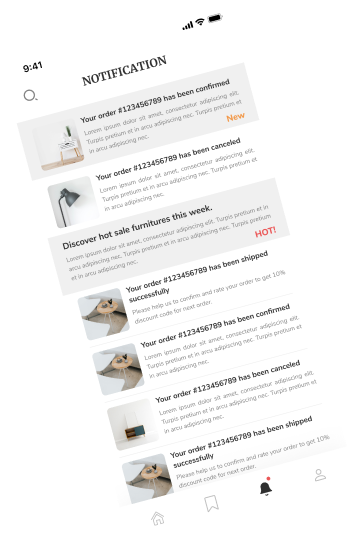 9:41
NOTIFICATION
Your order #123456789 has been confirmed
Lorem ipsum dolor sit amet, consectetur adipiscing elit.
Turpis pretium et in arcu adipiscing nec. Turpis pretium et
in arcu adipiscing nec.
New
Your order #123456789 has been canceled
Lorem ipsum dolor sit amet, consectetur adipiscing elit.
Turpis pretium et in arcu adipiscing nec. Turpis pretium et
in arcu adipiscing nec.
Discover hot sale furnitures this week.
Lorem ipsum dolor sit amet, consectetur adipiscing elit. Turpis pretium et in
arcu adipiscing nec. Turpis pretium et in arcu adipiscing nec. Turpis pretium
et in arcu adipiscing nec.
HOT!
Your order #123456789 has been shipped
successfully
Please help us to confirm and rate your order to get 10%
discount code for next order.
Your order #123456789 has been confirmed
Lorem ipsum dolor sit amet, consectetur adipiscing elit.
Turpis pretium et in arcu adipiscing nec. Turpis pretium et
in arcu adipiscing nec.
Your order #123456789 has been canceled
Lorem ipsum dolor sit amet, consectetur adipiscing elit.
Turpis pretium et in arcu adipiscing nec. Turpis pretium et
in arcu adipiscing nec.
Your order #123456789 has been shipped
successfully
Please help us to confirm and rate your order to get 10%
discount code for next order.